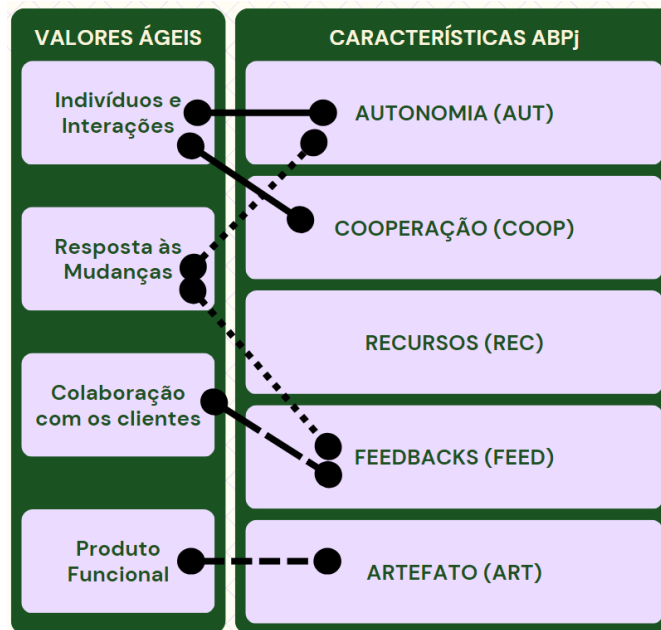 VALORES ÁGEIS
Indivíduos e
Interações
Resposta às
Mudanças
Colaboração
com os clientes
Produto
Funcional
CARACTERÍSTICAS ABPj
AUTONOMIA (AUT)
COOPERAÇÃO (COOP)
RECURSOS (REC)
FEEDBACKS (FEED)
ARTEFATO (ART)